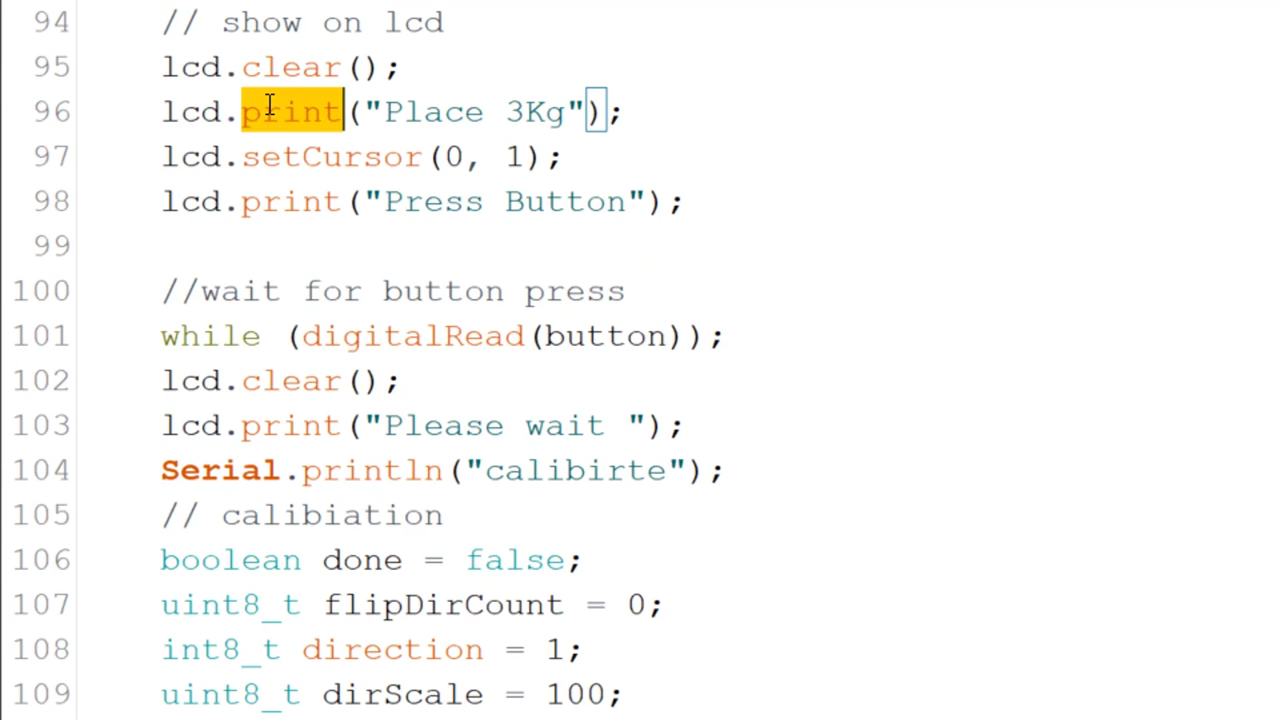 94 // show on lcd
95 lcd.clear();
96 lcd.print("Place 3Kg");
97 lcd.setCursor(0, 1);
98 lcd.print("Press Button");
99
100 //wait for button press
101 while (digitalRead(button));
102 lcd.clear();
103 lcd.print("Please wait ");
104 Serial.println("calibirte");
105 // calibiation
106 boolean done = false;
107 uint8_t flipDirCount = 0;
108 int8_t direction = 1;
109 uint8_t dirScale = 100;